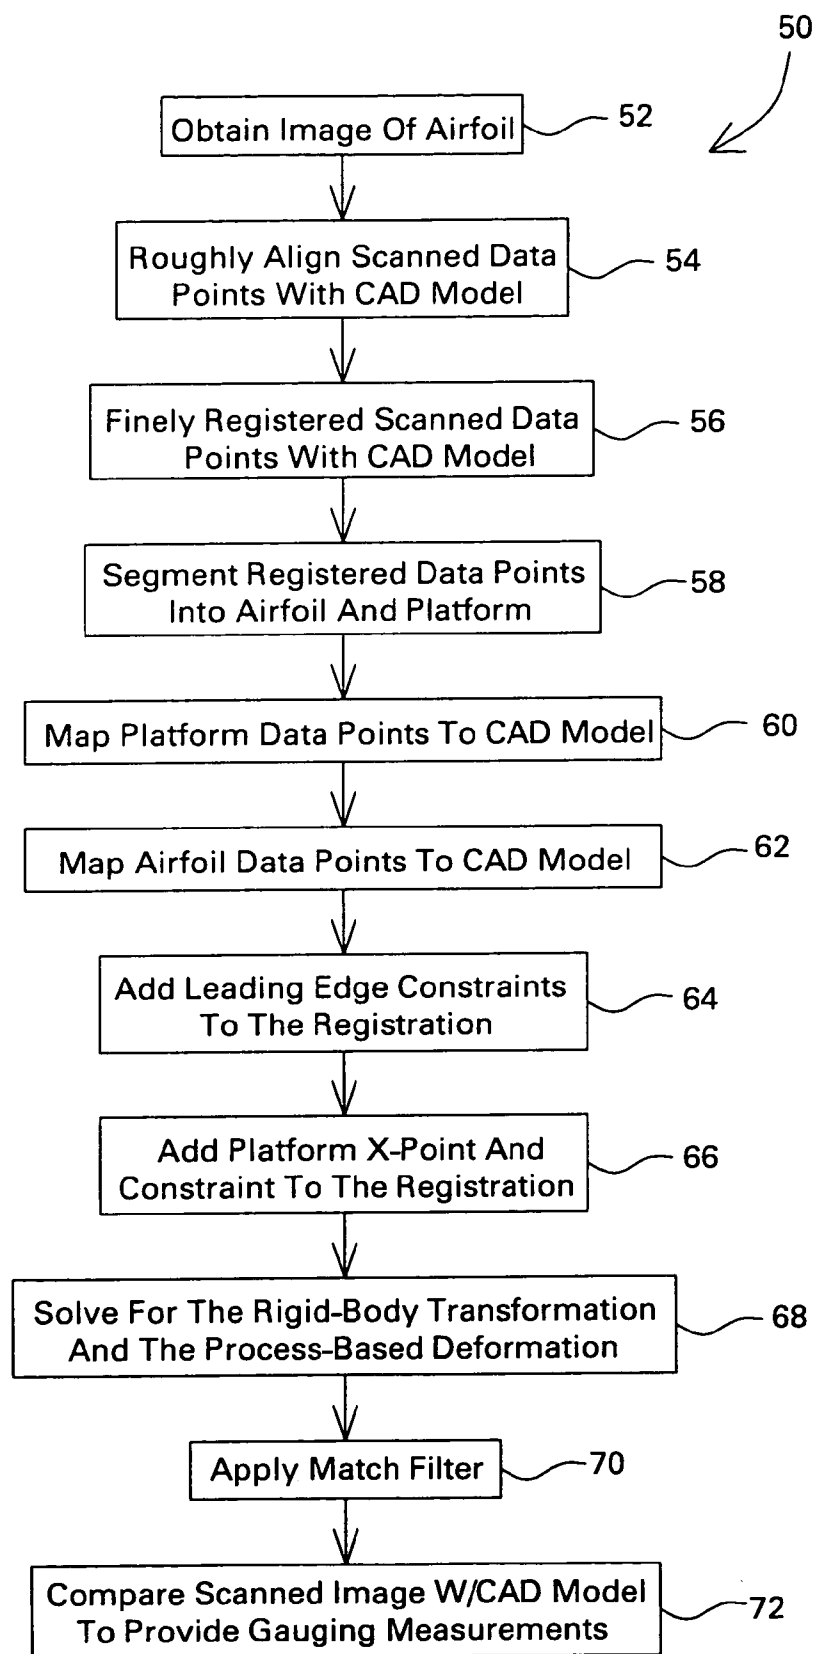 50
Obtain Image Of Airfoil
52
Roughly Align Scanned Data
Points With CAD Model
54
Finely Registered Scanned Data
Points With CAD Model
56
Segment Registered Data Points
Into Airfoil And Platform
58
Map Platform Data Points To CAD Model
60
Map Airfoil Data Points To CAD Model
62
Add Leading Edge Constraints
To The Registration
64
Add Platform X-Point And
Constraint To The Registration
66
Solve For The Rigid-Body Transformation
And The Process-Based Deformation
68
Apply Match Filter
70
Compare Scanned Image W/CAD Model
To Provide Gauging Measurements
72